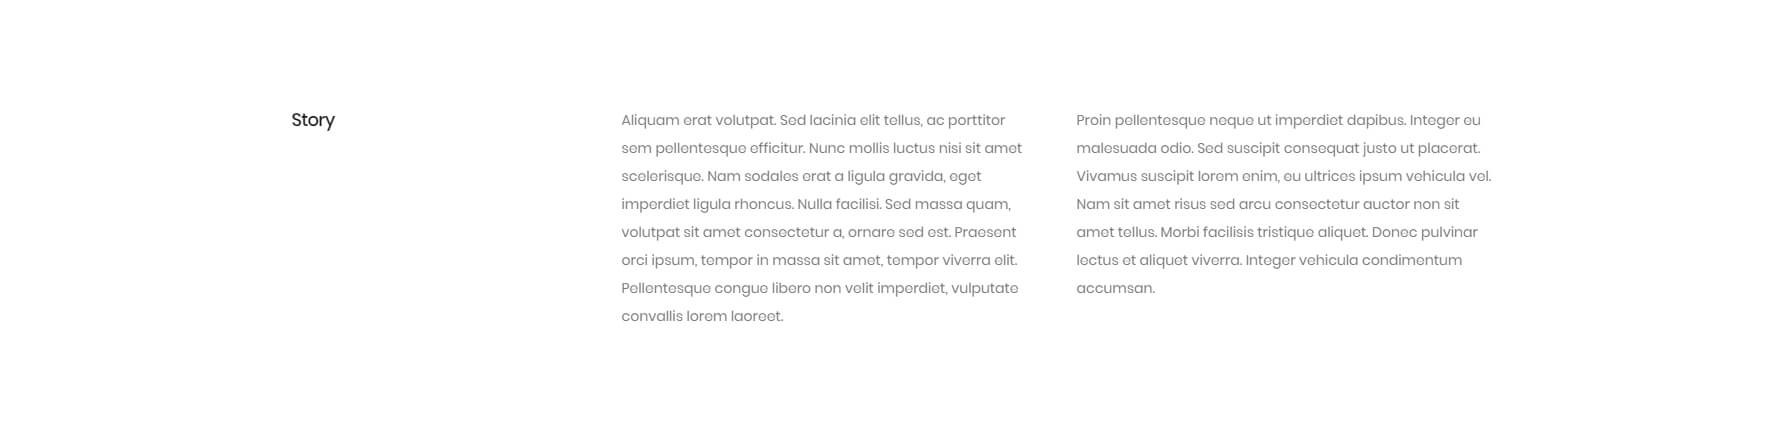 Story
Aliquam erat volutpat. Sed lacinia elit tellus, ac porttitor
sem pellentesque efficitur. Nunc mollis luctus nisi sit amet
scelerisque. Nam sodales erat a ligula gravida, eget
imperdiet ligula rhoncus. Nulla facilisi. Sed massa quam,
volutpat sit amet consectetur a, ornare sed est. Praesent
orci ipsum, tempor in massa sit amet, tempor viverra elit.
Pellentesque congue libero non velit imperdiet, vulputate
convallis lorem laoreet.
Proin pellentesque neque ut imperdiet dapibus. Integer eu
malesuada odio. Sed suscipit consequat justo ut placerat.
Vivamus suscipit lorem enim, eu ultrices ipsum vehicula vel.
Nam sit amet risus sed arcu consectetur auctor non sit
amet tellus. Morbi facilisis tristique aliquet. Donec pulvinar
lectus et aliquet viverra. Integer vehicula condimentum
accumsan.